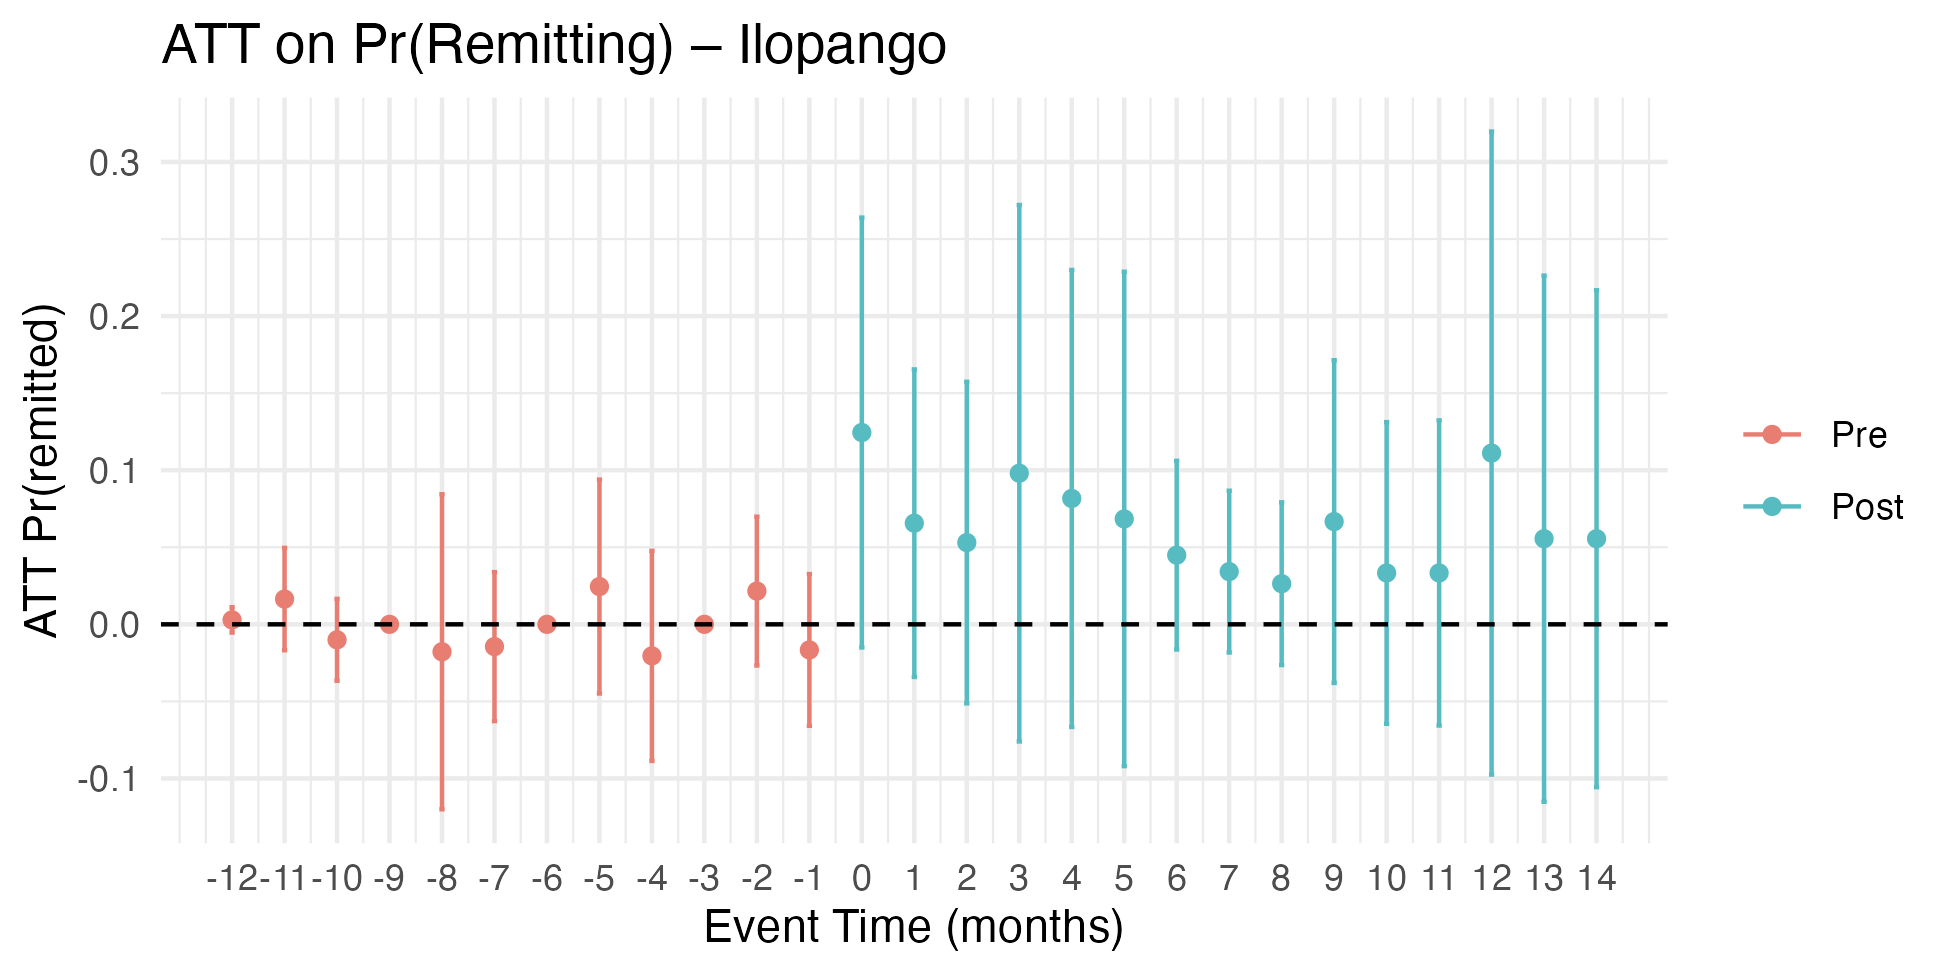 ATT on Pr(Remitting) – Ilopango
ATT Pr(remitted)
0.3
0.2
0.1
0.0
-0.1
-12 -11 -10 -9 -8 -7 -6 -5 -4 -3 -2 -1 0 1 2 3 4 5 6 7 8 9 10 11 12 13 14
Event Time (months)
Pre
Post